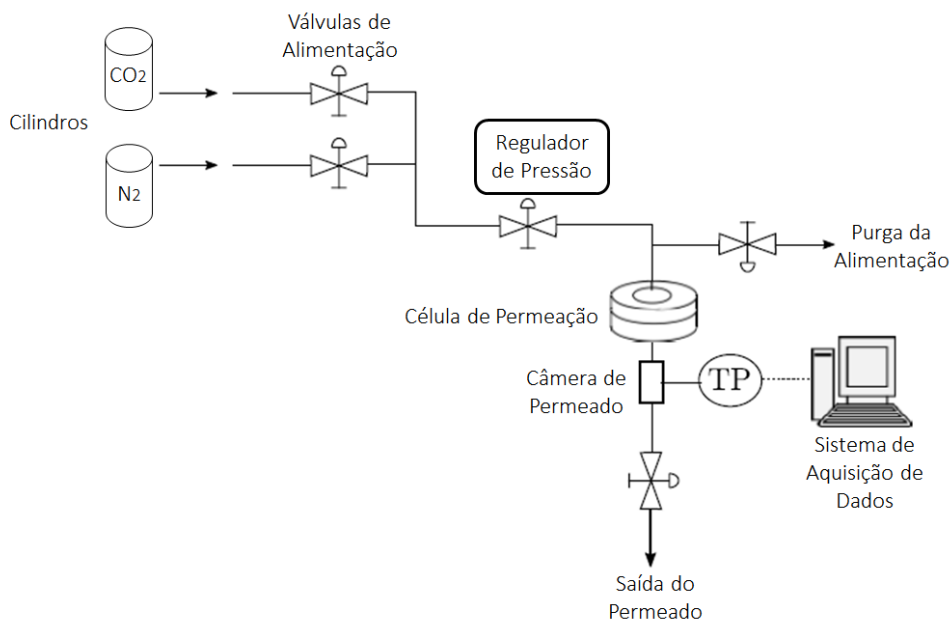 Válvulas de
Alimentação
CO2
Cilindros
N2
Regulador
de Pressão
Purga da
Alimentação
Célula de Permeação
Câmera de
Permeado
TP
Sistema de
Aquisição de
Dados
Saída do
Permeado